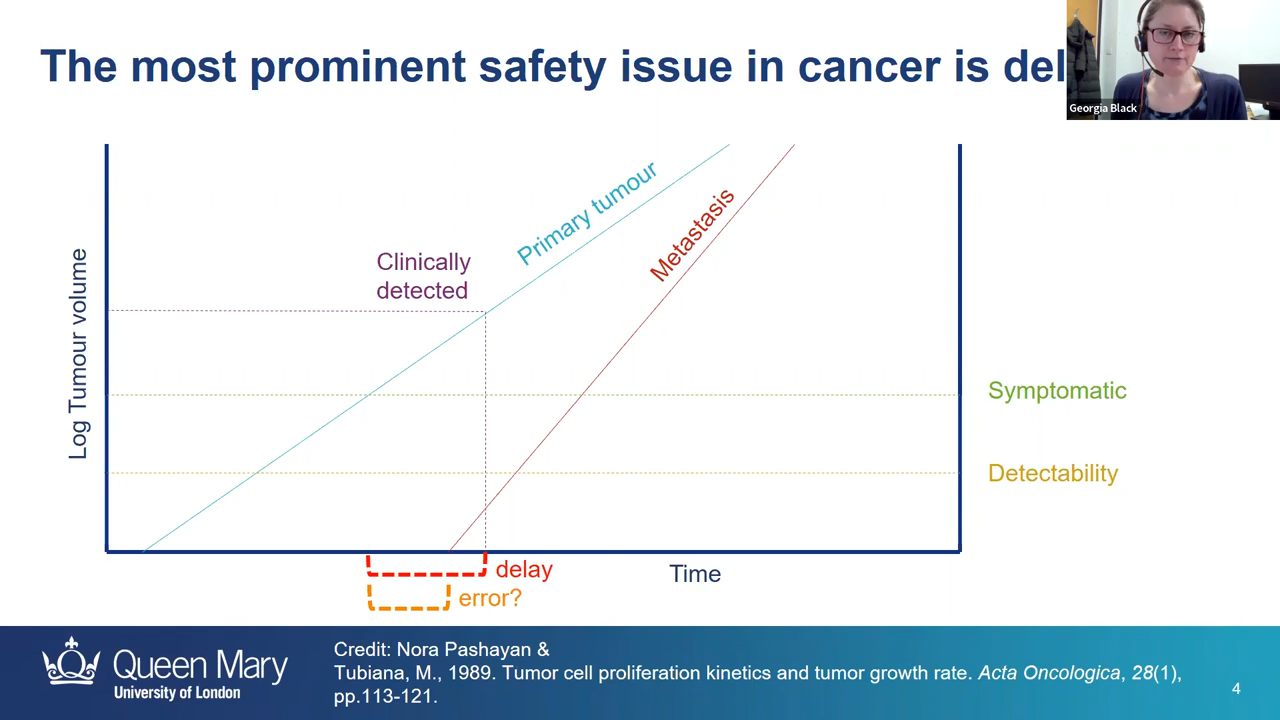 The most prominent safety issue in cancer is del
Georgia Black
Clinically
detected
Primary tumour
Metastasis
Log Tumour volume
Symptomatic
Detectability
delay
error?
Time
Queen Mary
University of London
Credit: Nora Pashayan &
Tubiana, M., 1989. Tumor cell proliferation kinetics and tumor growth rate. Acta Oncologica, 28(1),
pp.113-121.
4